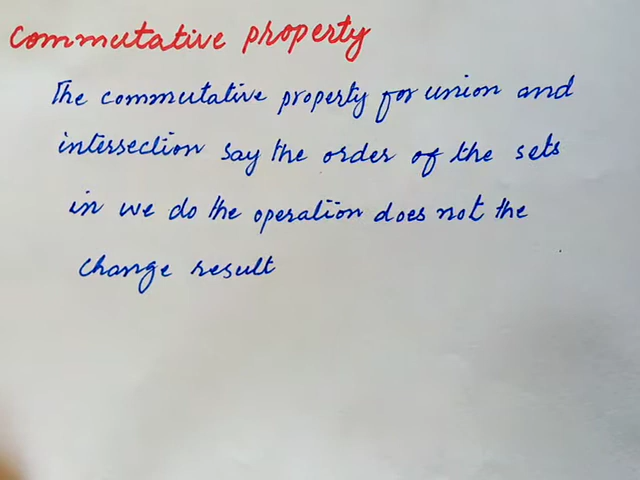 Commutative property
The commutative property for union and
intersection say the order of the sets
in we do the operation does not the
change result